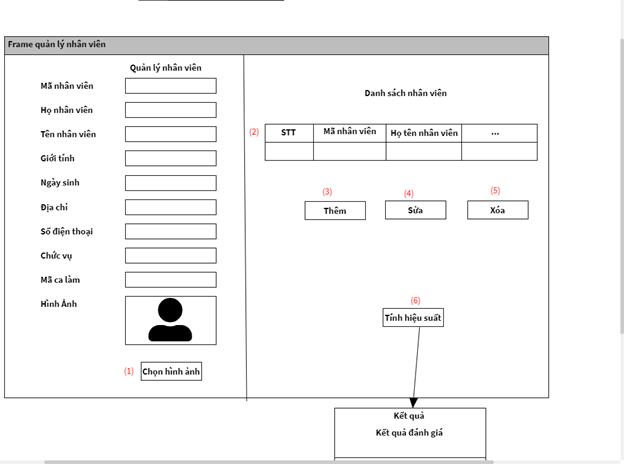 Frame quản lý nhân viên
Quản lý nhân viên
Mã nhân viên
Họ nhân viên
Tên nhân viên
Giới tính
Ngày sinh
Địa chỉ
Số điện thoại
Chức vụ
Mã ca làm
Hình Ảnh
(1) Chọn hình ảnh
Danh sách nhân viên
(2) STT Mã nhân viên Họ tên nhân viên ...
(3) (4) (5)
Thêm Sửa Xóa
(6)
Tính hiệu suất
Kết quả
Kết quả đánh giá